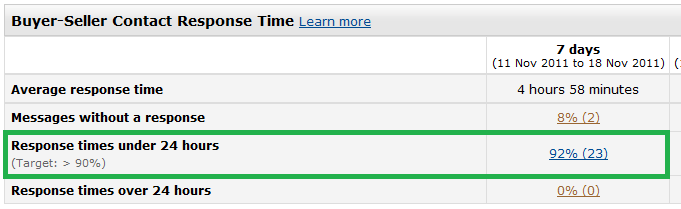 Buyer-Seller Contact Response Time Learn more
7 days
(11 Nov 2011 to 18 Nov 2011)
Average response time 4 hours 58 minutes
Messages without a response 8% (2)
Response times under 24 hours
(Target: > 90%)
92% (23)
Response times over 24 hours 0% (0)